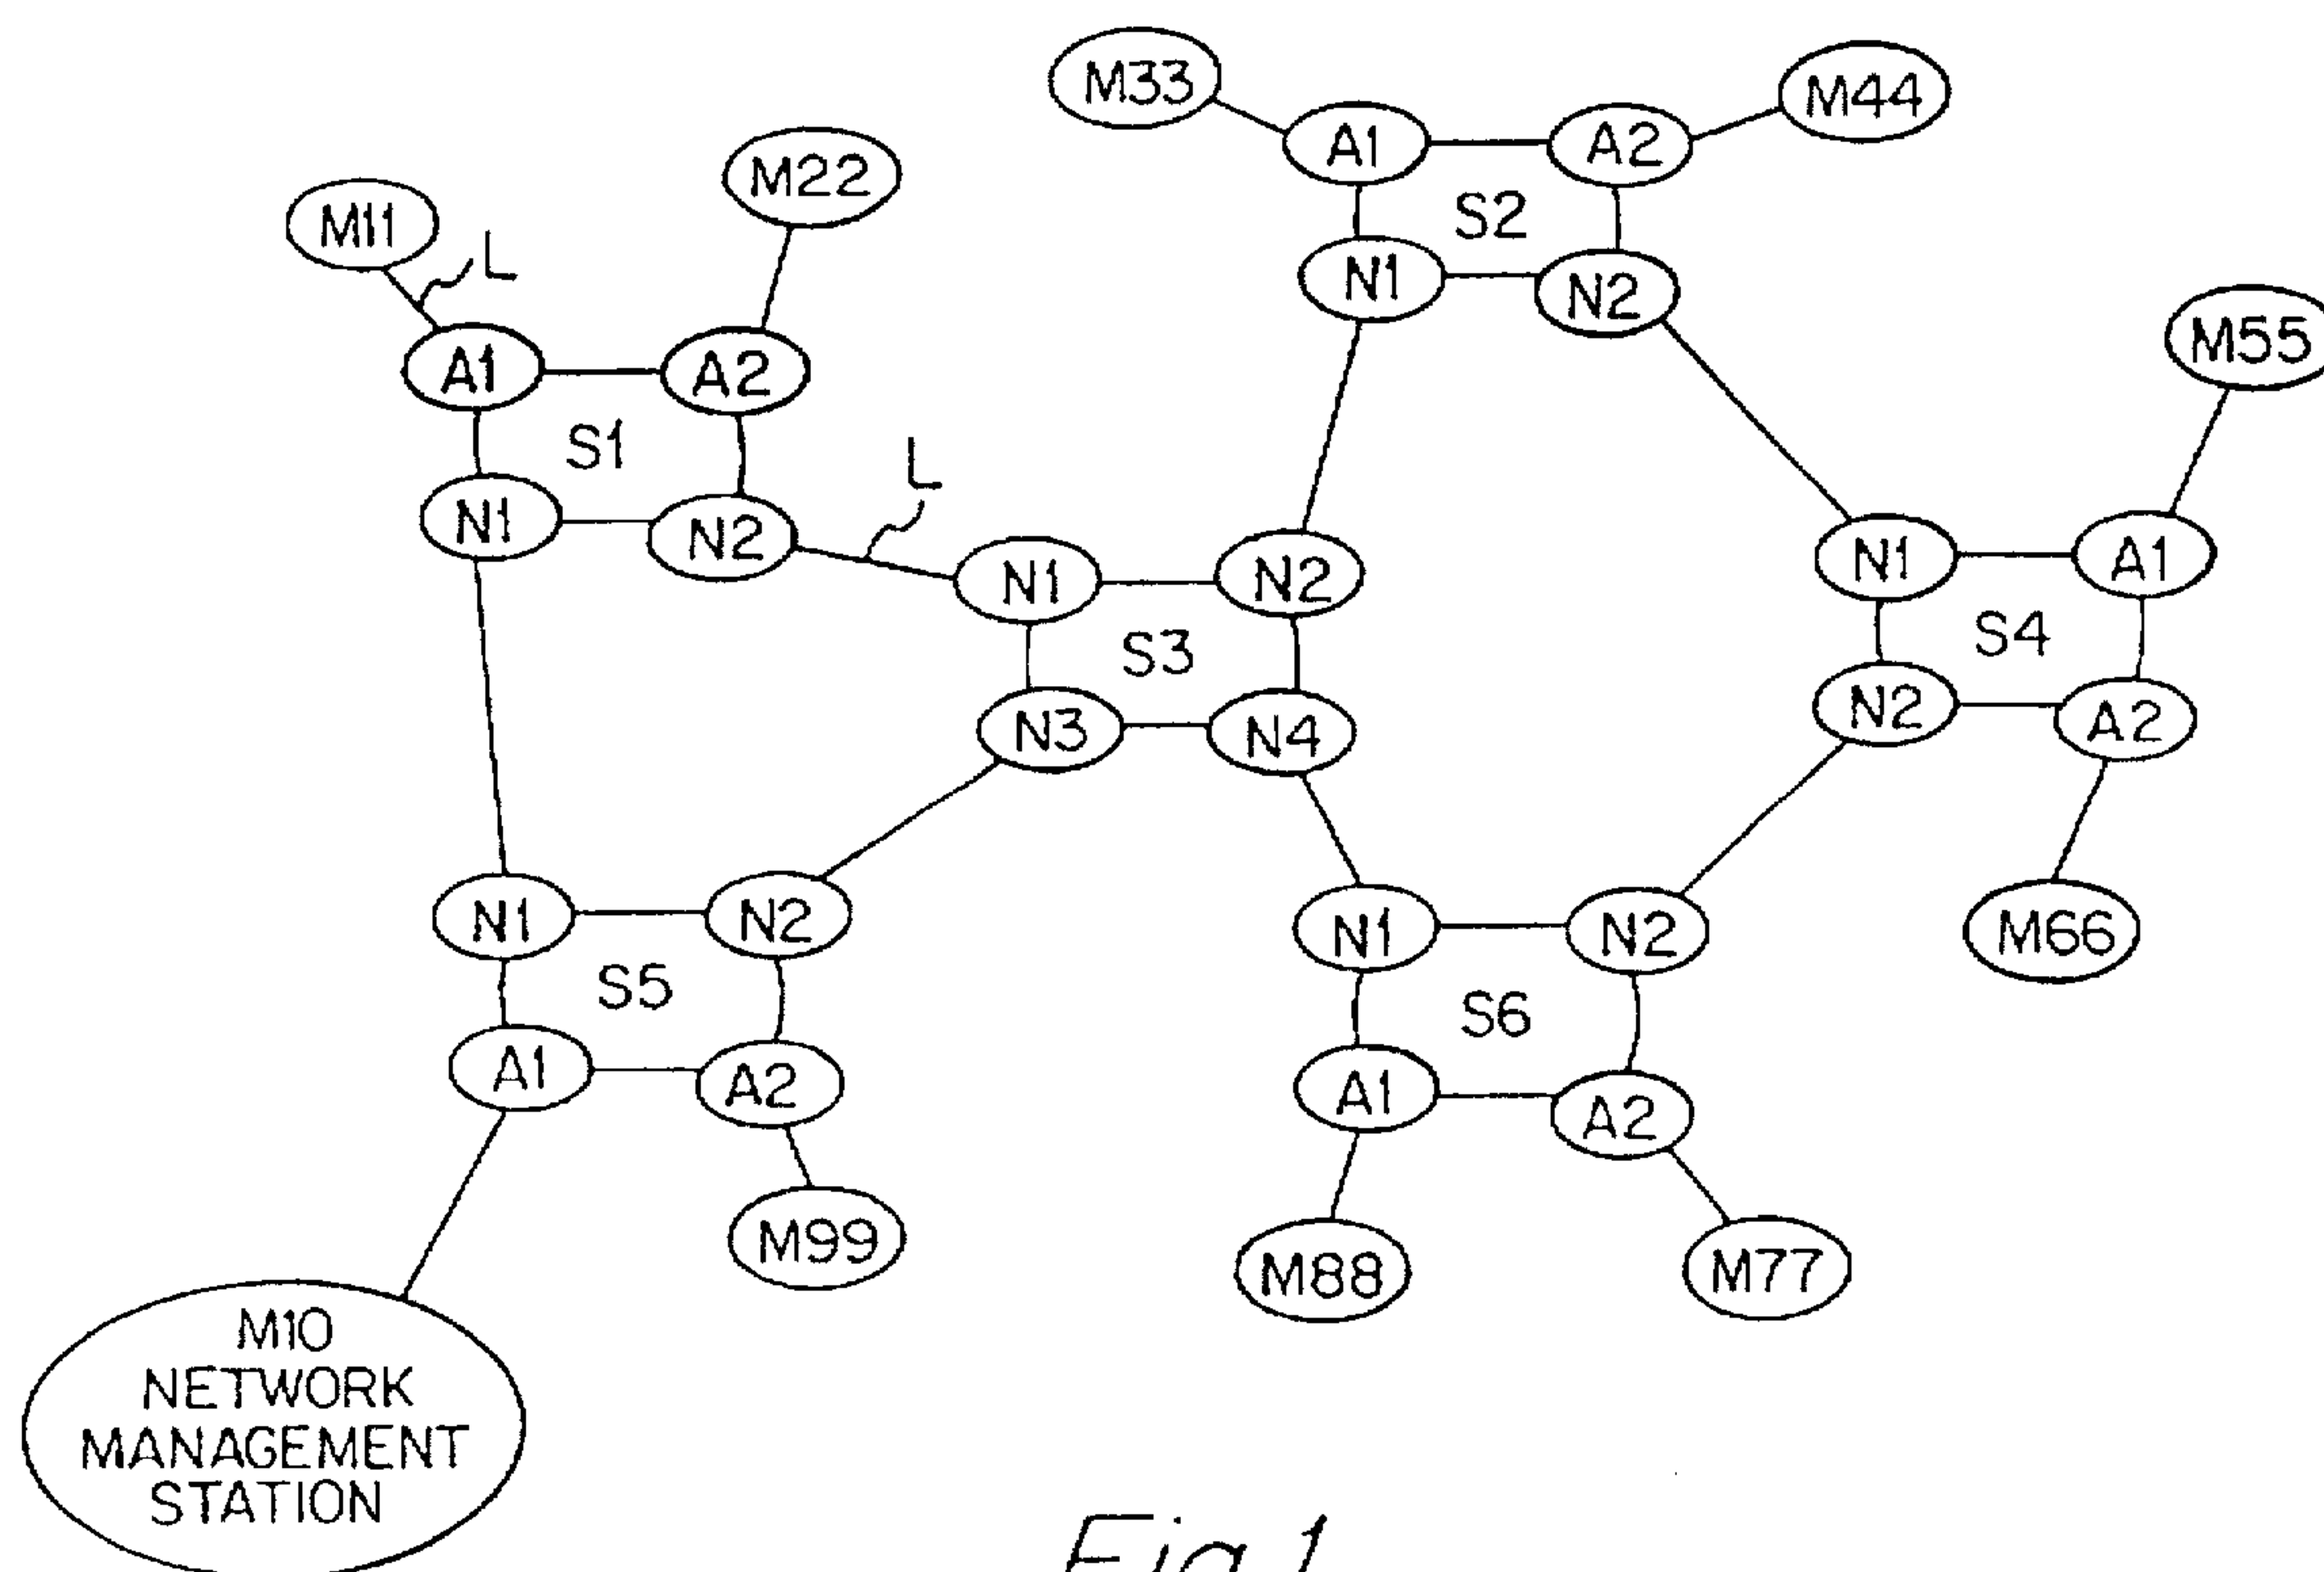 M33
M44
A1
A2
M22
M11
S2
L
N1
N2
M55
A1
A2
S1
L
N1
N2
N1
N2
N1
A1
S3
S4
N3
N4
N2
A2
N1
N2
N1
N2
M66
S5
S6
A1
A2
A1
A2
M99
M88
M77
M10
NETWORK
MANAGEMENT
STATION
Fig. 1